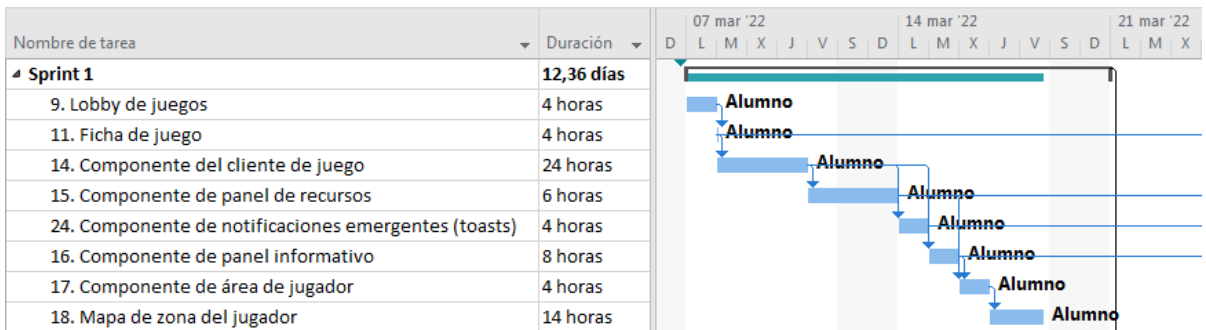 07 mar '22 14 mar '22 21 mar '22
Nombre de tarea Duración D L M X J V S D L M X J V S D L M X
Sprint 1 12,36 días
9. Lobby de juegos 4 horas Alumno
11. Ficha de juego 4 horas Alumno
14. Componente del cliente de juego 24 horas Alumno
15. Componente de panel de recursos 6 horas Alumno
24. Componente de notificaciones emergentes (toasts) 4 horas Alumno
16. Componente de panel informativo 8 horas Alumno
17. Componente de área de jugador 4 horas Alumno
18. Mapa de zona del jugador 14 horas Alumno